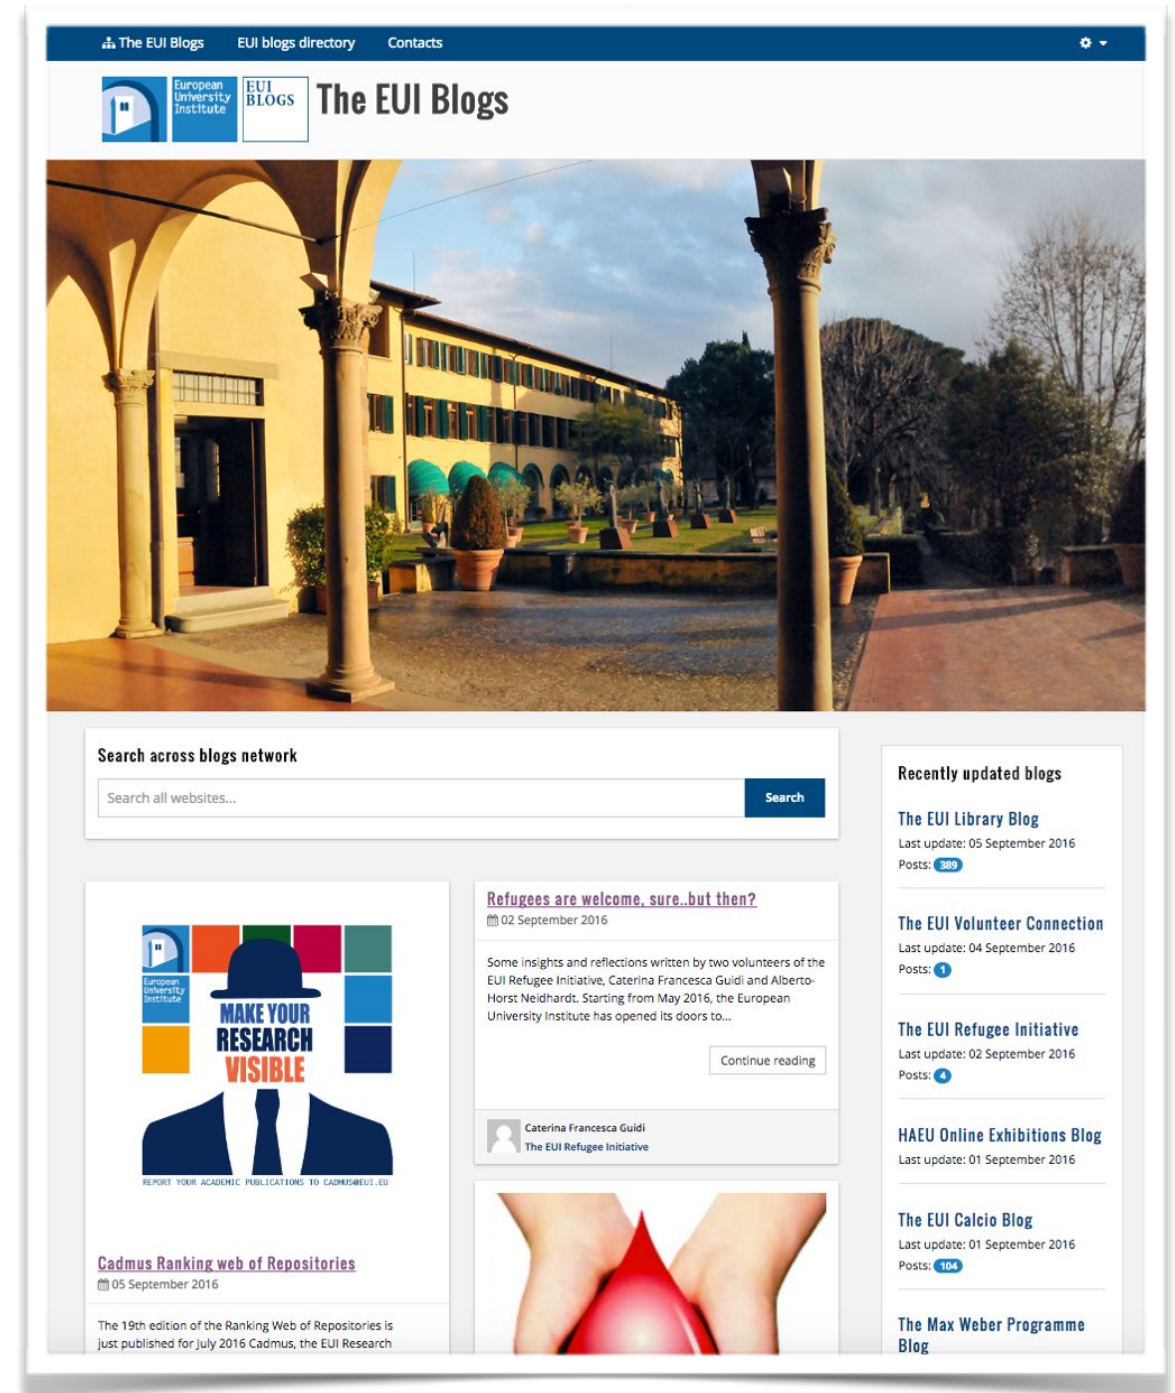 The EUI Blogs EUI blogs directory Contacts
European
University
Institute
EUI
BLOGS
The EUI Blogs
Search across blogs network
Search all websites...
Search
European
University
Institute
MAKE YOUR
RESEARCH
VISIBLE
REPORT YOUR ACADEMIC PUBLICATIONS TO CADMUS@EUI.EU
Cadmus Ranking web of Repositories
05 September 2016
The 19th edition of the Ranking Web of Repositories is
just published for July 2016 Cadmus, the EUI Research
Refugees are welcome, sure..but then?
02 September 2016
Some insights and reflections written by two volunteers of the
EUI Refugee Initiative, Caterina Francesca Guidi and Alberto-
Horst Neidhardt. Starting from May 2016, the European
University Institute has opened its doors to...
Continue reading
Caterina Francesca Guidi
The EUI Refugee Initiative
Recently updated blogs
The EUI Library Blog
Last update: 05 September 2016
Posts: 389
The EUI Volunteer Connection
Last update: 04 September 2016
Posts: 1
The EUI Refugee Initiative
Last update: 02 September 2016
Posts: 4
HAEU Online Exhibitions Blog
Last update: 01 September 2016
The EUI Calcio Blog
Last update: 01 September 2016
Posts: 104
The Max Weber Programme
Blog